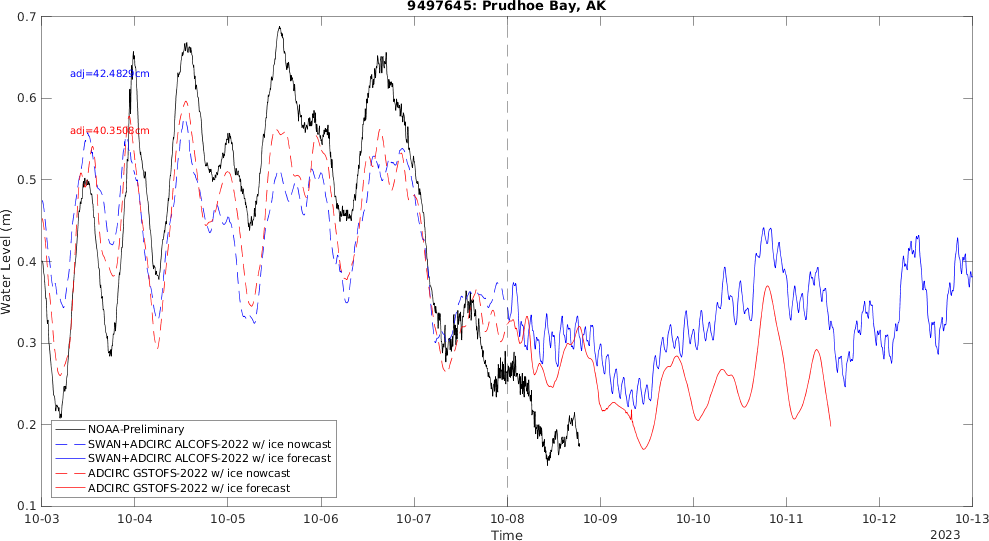 9497645: Prudhoe Bay, AK
Water Level (m)
0.7
0.6
0.5
0.4
0.3
0.2
0.1
adj=42.4829cm
adj=40.3508cm
NOAA-Preliminary
SWAN+ADCIRC ALCOFS-2022 w/ ice nowcast
SWAN+ADCIRC ALCOFS-2022 w/ ice forecast
ADCIRC GSTOFS-2022 w/ ice nowcast
ADCIRC GSTOFS-2022 w/ ice forecast
10-03 10-04 10-05 10-06 10-07 10-08 10-09 10-10 10-11 10-12 10-13
Time
2023